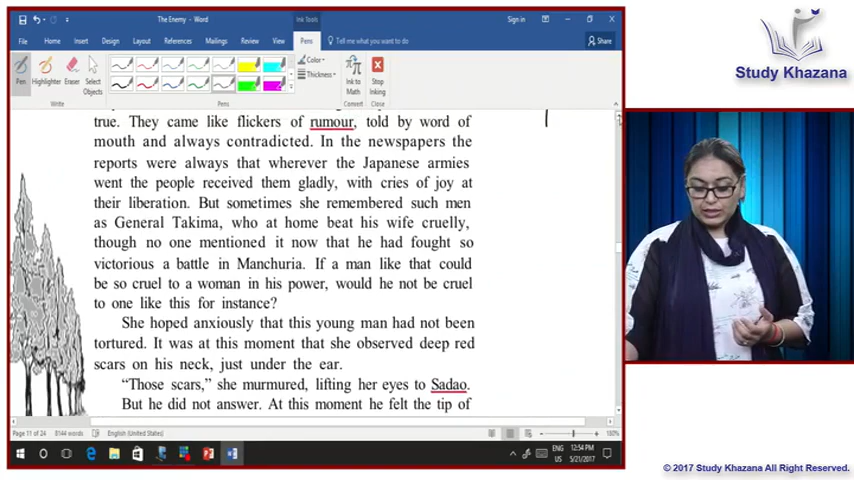 The Enemy - Word
Ink Tools
Sign in
File
Home
Insert
Design
Layout
References
Mailings
Review
View
Pens
Tell me what you want to do
Share
Pen
Highlighter
Eraser
Select
Objects
Color
Thickness
Ink to
Math
Stop
Inking
Write
Pens
Convert
Close
true. They came like flickers of rumour, told by word of
mouth and always contradicted. In the newspapers the
reports were always that wherever the Japanese armies
went the people received them gladly, with cries of joy at
their liberation. But sometimes she remembered such men
as General Takima, who at home beat his wife cruelly,
though no one mentioned it now that he had fought so
victorious a battle in Manchuria. If a man like that could
be so cruel to a woman in his power, would he not be cruel
to one like this for instance?
She hoped anxiously that this young man had not been
tortured. It was at this moment that she observed deep red
scars on his neck, just under the ear.
“Those scars,” she murmured, lifting her eyes to Sadao.
But he did not answer. At this moment he felt the tip of
Page 11 of 24
8144 words
English (United States)
100%
12:54 PM
ENG
US
5/21/2017
Study Khazana
© 2017 Study Khazana All Right Reserved.